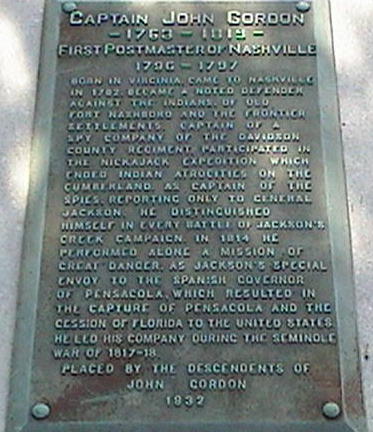 CAPTAIN JOHN GORDON
- 1763 - 1819 -
FIRST POSTMASTER OF NASHVILLE
1796 - 1797
BORN IN VIRGINIA. CAME TO NASHVILLE
IN 1782. BECAME A NOTED DEFENDER
AGAINST THE INDIANS, OF OLD
FORT NASHBORO AND THE FRONTIER
SETTLEMENTS. CAPTAIN OF A
SPY COMPANY OF THE DAVIDSON
COUNTY REGIMENT. PARTICIPATED IN
THE NICKAJACK EXPEDITION WHICH
ENDED INDIAN ATROCITIES ON THE
CUMBERLAND. AS CAPTAIN OF THE
SPIES, REPORTING ONLY TO GENERAL
JACKSON, HE DISTINGUISHED
HIMSELF IN EVERY BATTLE OF JACKSON'S
CREEK CAMPAIGN. IN 1814 HE
PERFORMED ALONE A MISSION OF
GREAT DANGER, AS JACKSON'S SPECIAL
ENVOY TO THE SPANISH GOVERNOR
OF PENSACOLA, WHICH RESULTED IN
THE CAPTURE OF PENSACOLA AND THE
CESSION OF FLORIDA TO THE UNITED STATES.
HE LED HIS COMPANY DURING THE SEMINOLE
WAR OF 1817-18.
PLACED BY THE DESCENDENTS OF
JOHN GORDON
1932